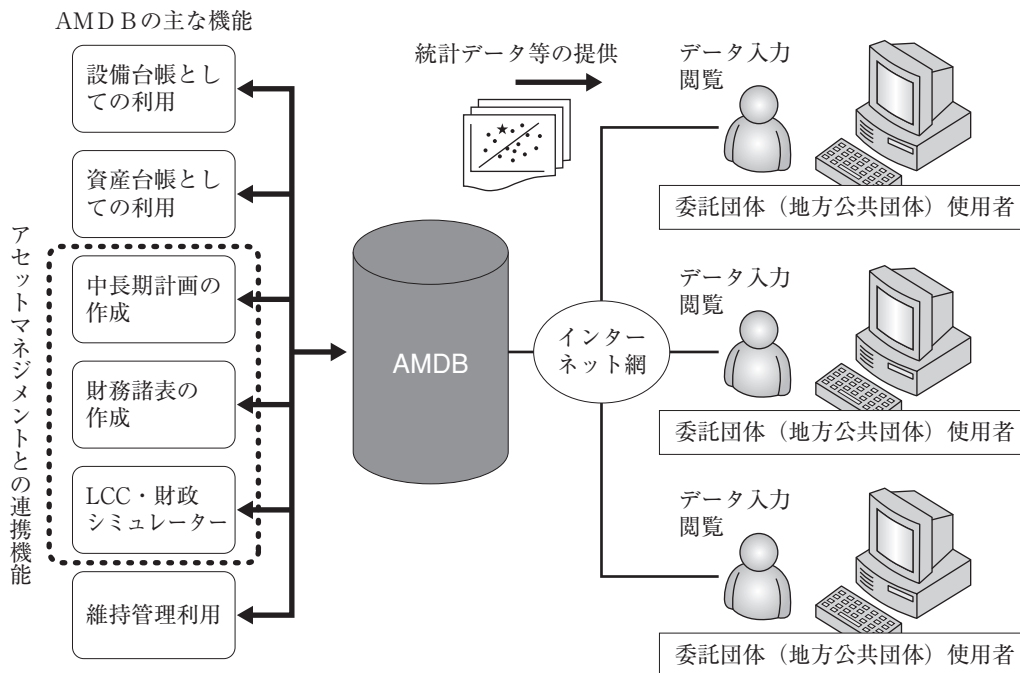 AMDBの主な機能
設備台帳とし
ての利用
資産台帳とし
ての利用
アセットマネジメントとの連携機能
中長期計画の
作成
財務諸表の
作成
LCC・財政
シミュレーター
維持管理利用
AMDB
統計データ等の提供
インター
ネット網
データ入力
閲覧
委託団体（地方公共団体）使用者
データ入力
閲覧
委託団体（地方公共団体）使用者
データ入力
閲覧
委託団体（地方公共団体）使用者